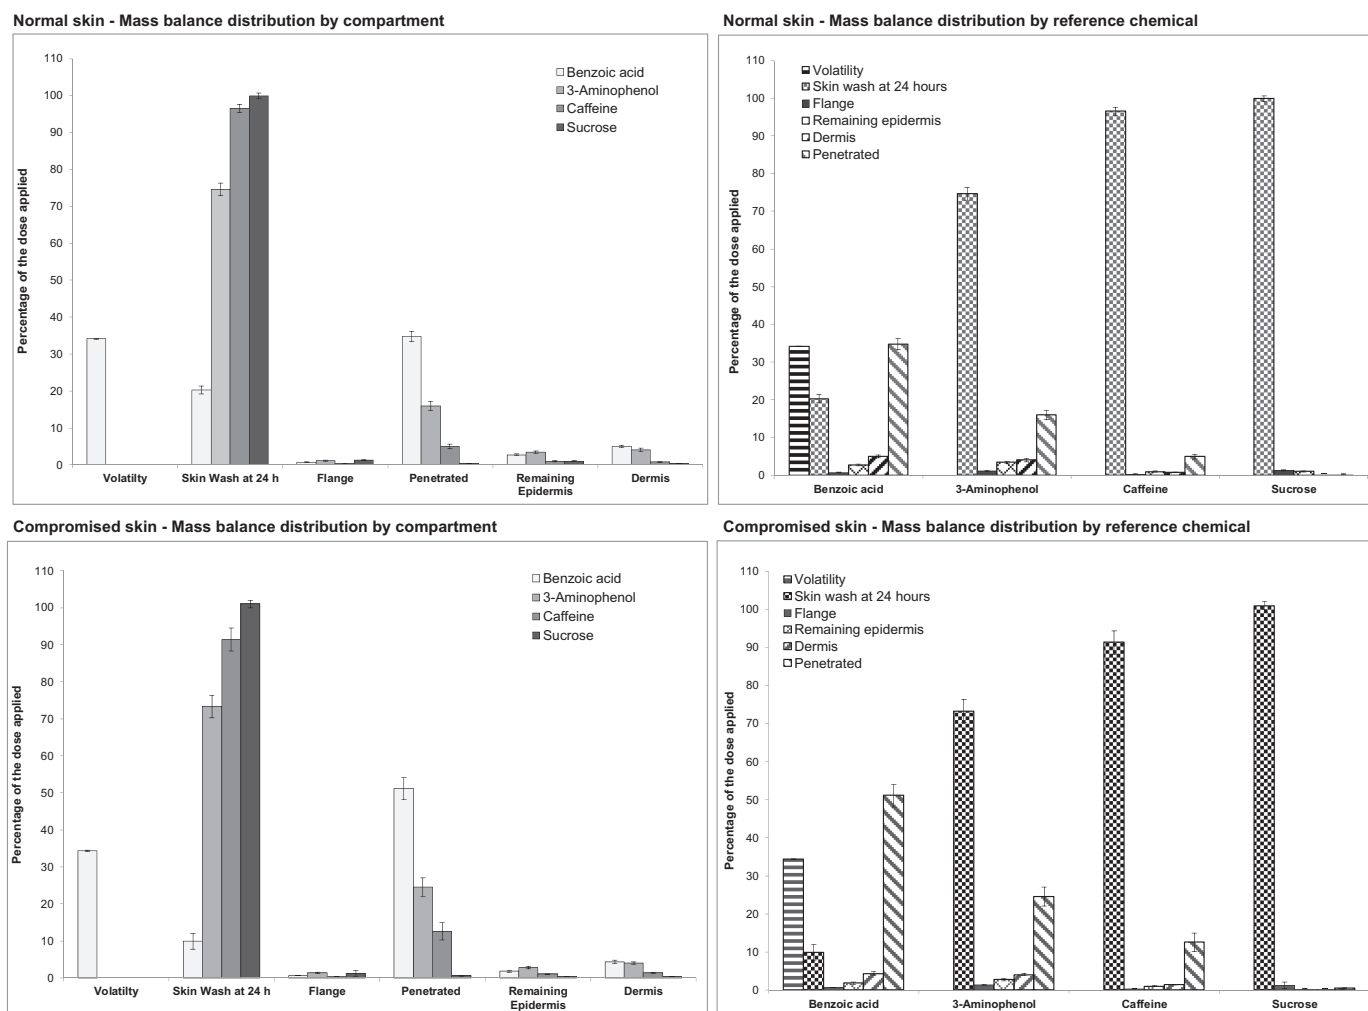 Normal skin - Mass balance distribution by compartment
Percentage of the dose applied
110
100
90
80
70
60
50
40
30
20
10
0
Benzoic acid
3-Aminophenol
Caffeine
Sucrose
Volatilty
Skin Wash at 24 h
Flange
Penetrated
Remaining
Epidermis
Dermis
Normal skin - Mass balance distribution by reference chemical
Percentage of the dose applied
110
100
90
80
70
60
50
40
30
20
10
0
Volatility
Skin wash at 24 hours
Flange
Remaining epidermis
Dermis
Penetrated
Benzoic acid
3-Aminophenol
Caffeine
Sucrose
Compromised skin - Mass balance distribution by compartment
Percentage of the dose applied
110
100
90
80
70
60
50
40
30
20
10
0
Benzoic acid
3-Aminophenol
Caffeine
Sucrose
Volatilty
Skin Wash at 24 h
Flange
Penetrated
Remaining
Epidermis
Dermis
Compromised skin - Mass balance distribution by reference chemical
Percentage of the dose applied
110
100
90
80
70
60
50
40
30
20
10
0
Volatility
Skin wash at 24 hours
Flange
Remaining epidermis
Dermis
Penetrated
Benzoic acid
3-Aminophenol
Caffeine
Sucrose